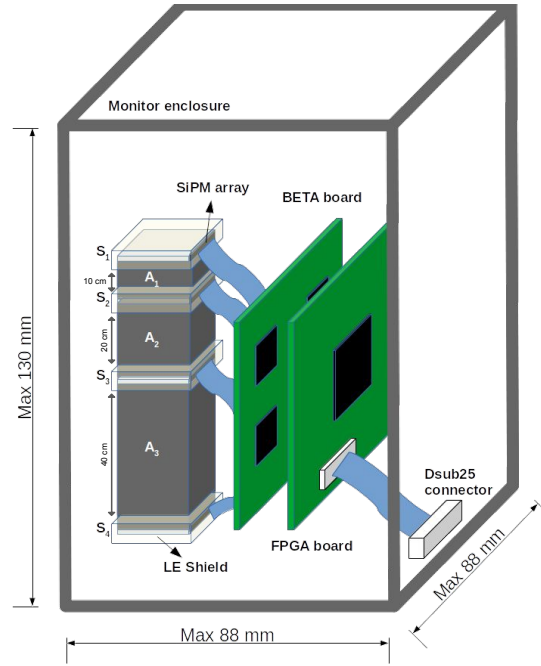 Monitor enclosure
SiPM array
BETA board
S1
A1
10 cm
S2
A2
20 cm
S3
A3
40 cm
S4
LE Shield
FPGA board
Dsub25
connector
Max 130 mm
Max 88 mm
Max 88 mm